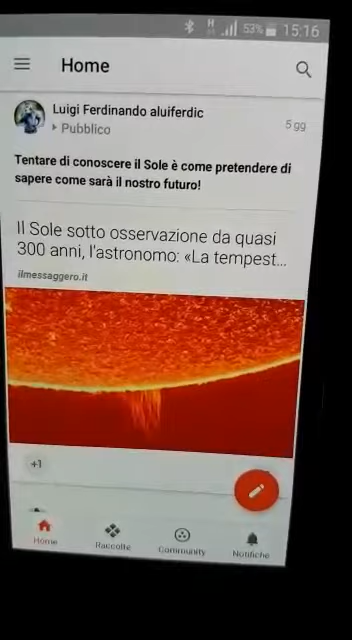 H 53% 15:16
Home
Luigi Ferdinando aluiferdic
Pubblico 5 gg
Tentare di conoscere il Sole è come pretendere di
sapere come sarà il nostro futuro!
Il Sole sotto osservazione da quasi
300 anni, l'astronomo: «La tempest...
ilmessaggero.it
+1
Home Raccolte Community Notifiche